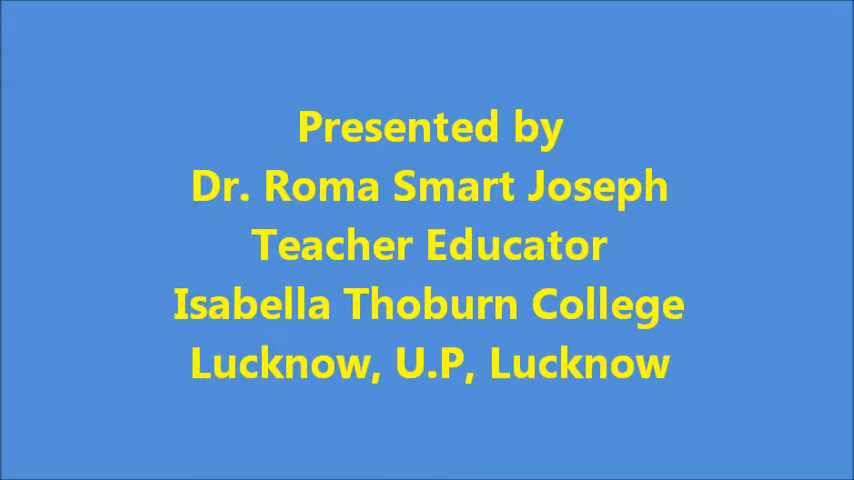 Presented by
Dr. Roma Smart Joseph
Teacher Educator
Isabella Thoburn College
Lucknow, U.P, Lucknow